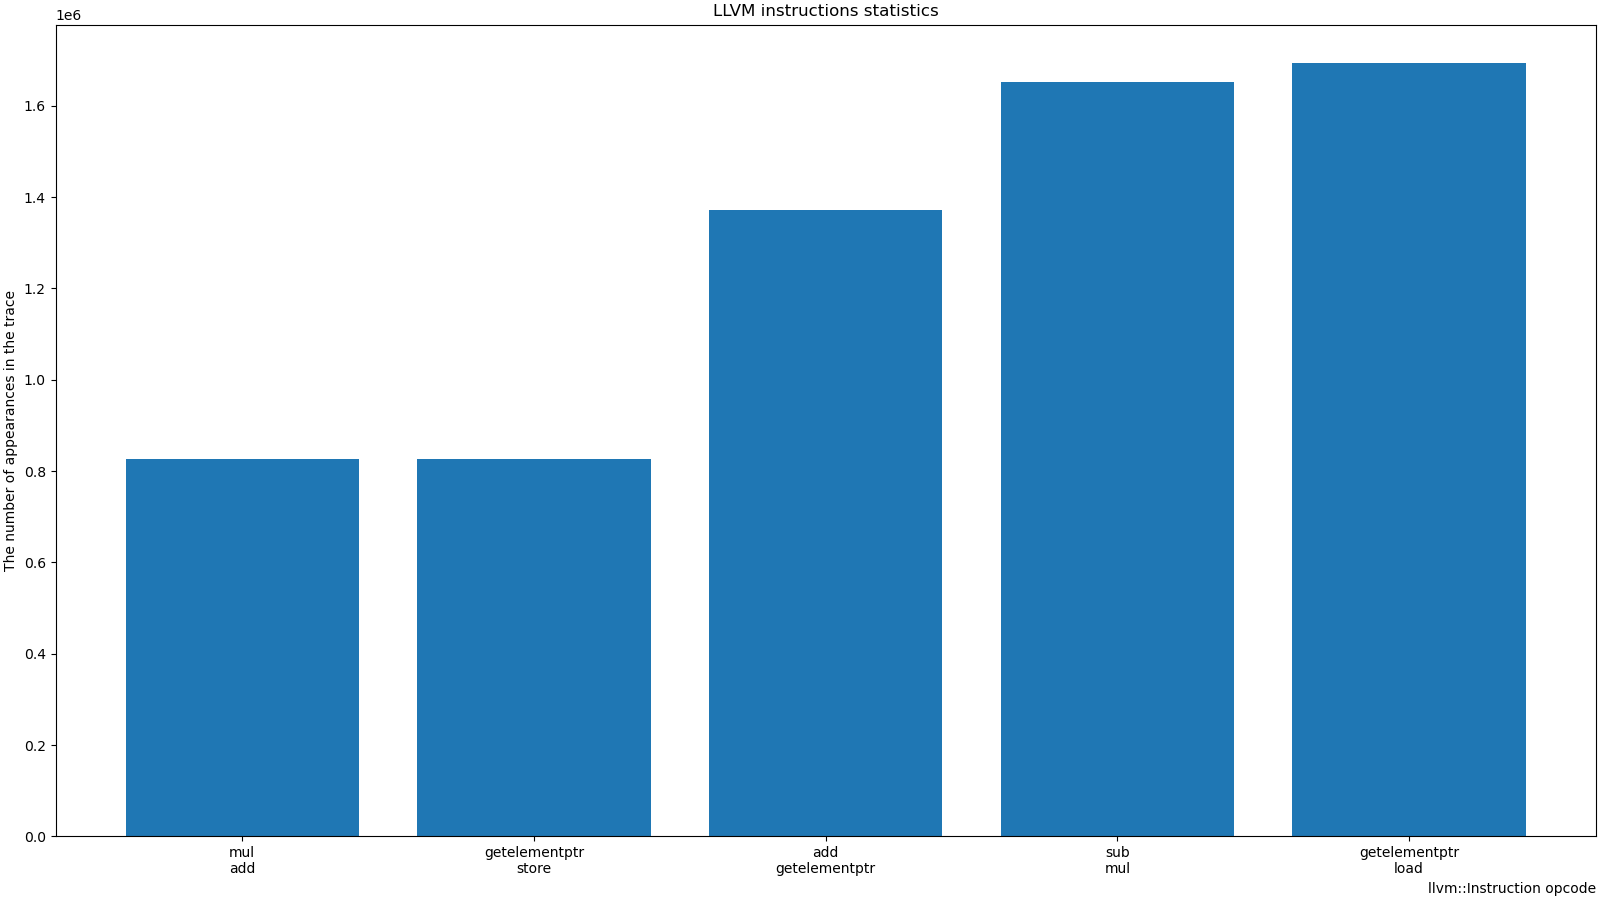 LLVM instructions statistics
1e6
The number of appearances in the trace
1.6
1.4
1.2
1.0
0.8
0.6
0.4
0.2
0.0
mul
add
getelementptr
store
add
getelementptr
sub
mul
getelementptr
load
llvm::Instruction opcode